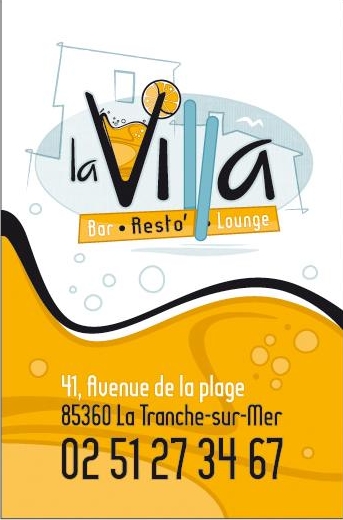 la Villa
Bar • Resto' • Lounge
41, Avenue de la plage
85360 La Tranche-sur-Mer
02 51 27 34 67